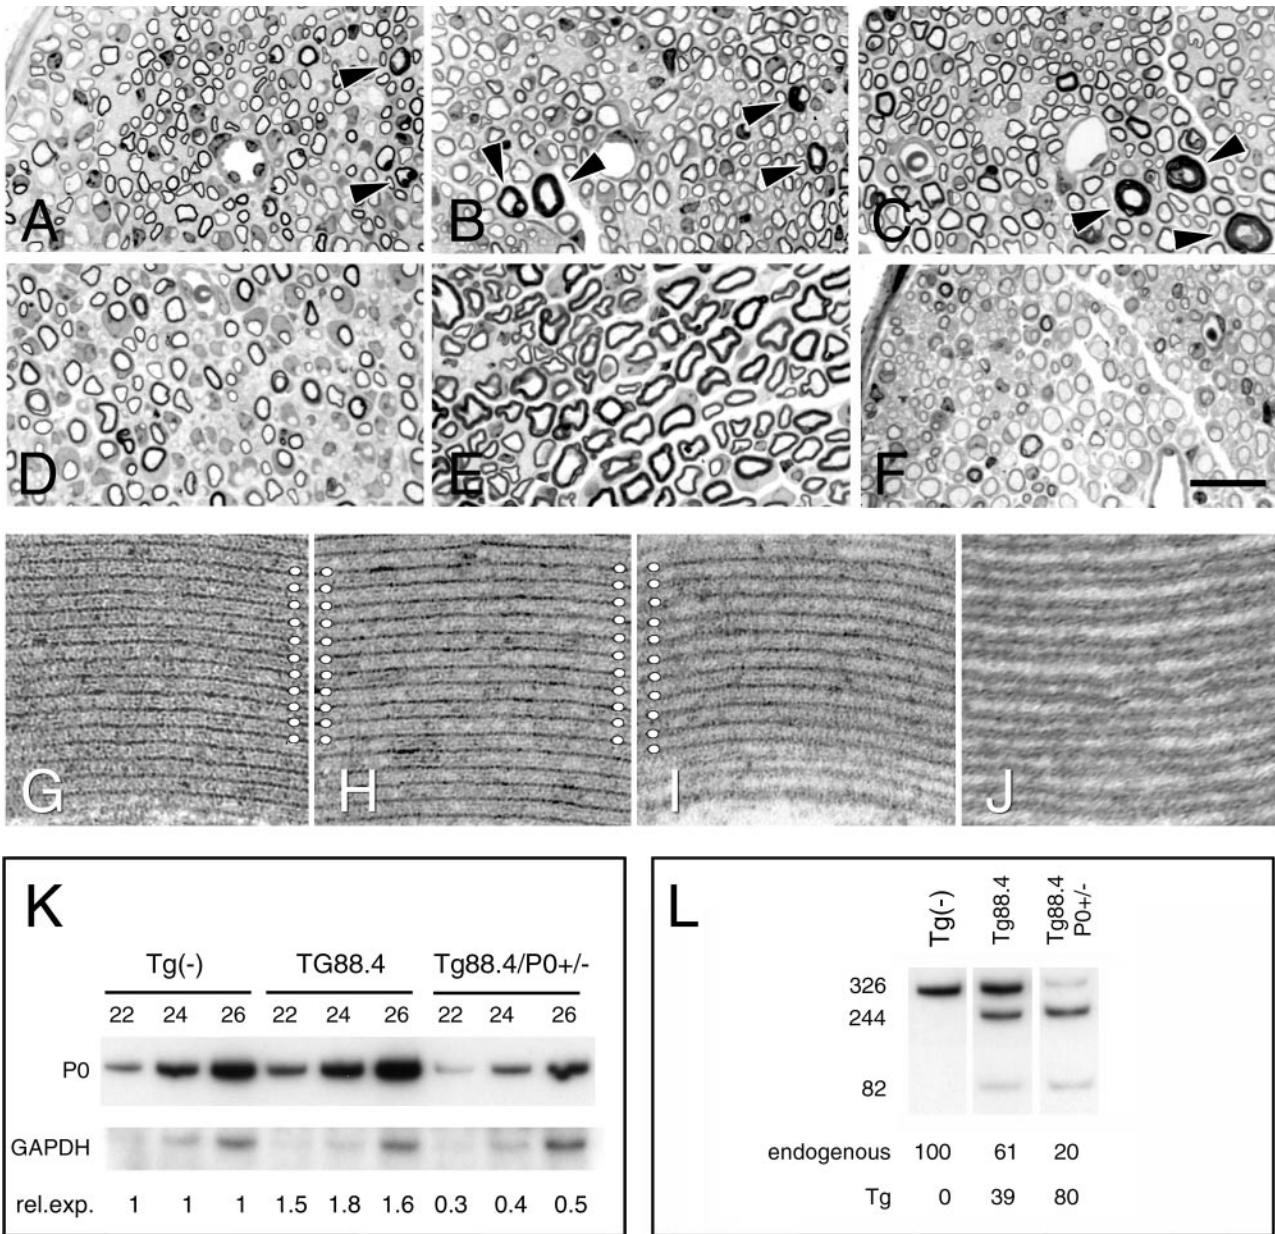 A B C
D E F
G H I J
K
Tg(-) TG88.4 Tg88.4/P0+/-
22 24 26 22 24 26 22 24 26
P0
GAPDH
rel.exp. 1 1 1 1.5 1.8 1.6 0.3 0.4 0.5
L
Tg(-) Tg88.4 Tg88.4
P0+/-
326
244
82
endogenous 100 61 20
Tg 0 39 80